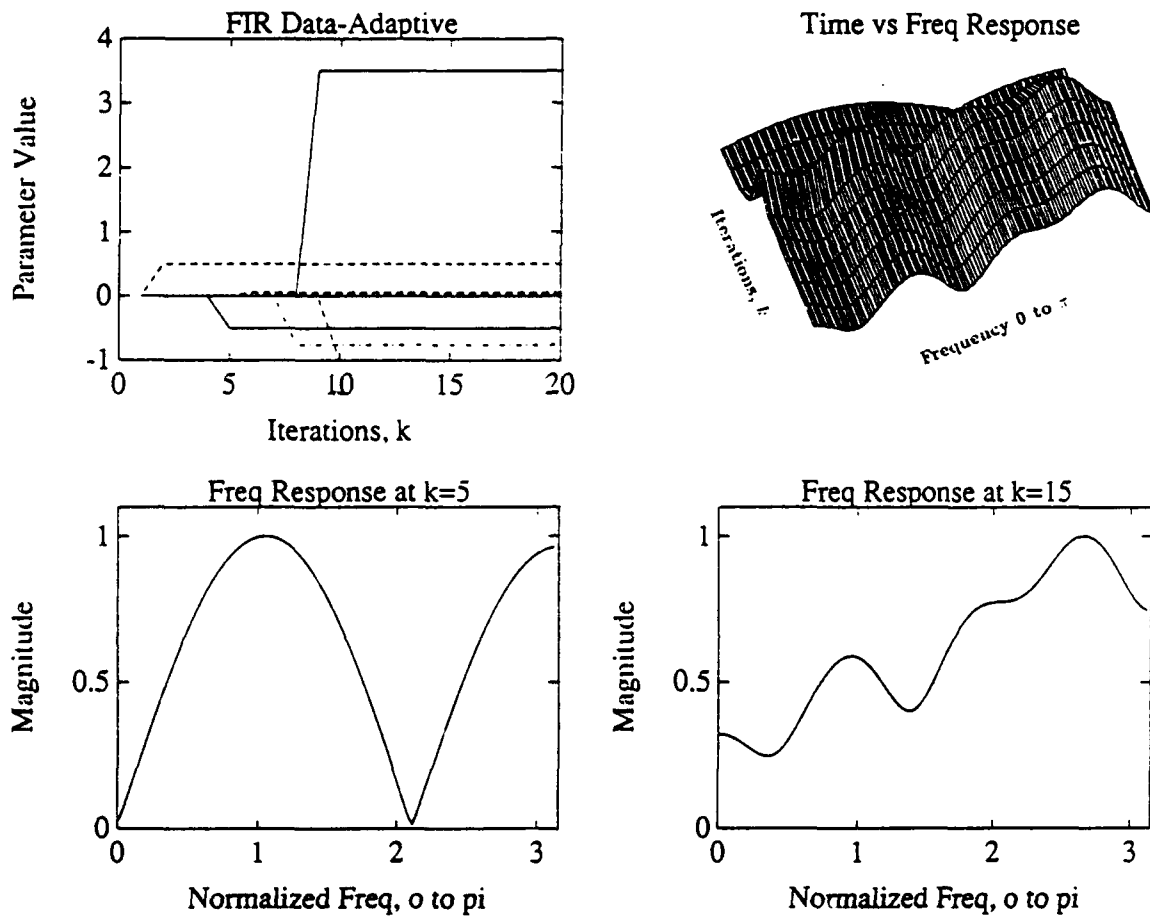 FIR Data-Adaptive
4
3
2
1
0
-1
0
5
10
15
20
Parameter Value
Iterations, k
Time vs Freq Response
Iterations, k
Frequency 0 to π
Freq Response at k=5
1
0.5
0
0
1
2
3
Magnitude
Normalized Freq, o to pi
Freq Response at k=15
1
0.5
0
0
1
2
3
Magnitude
Normalized Freq, o to pi